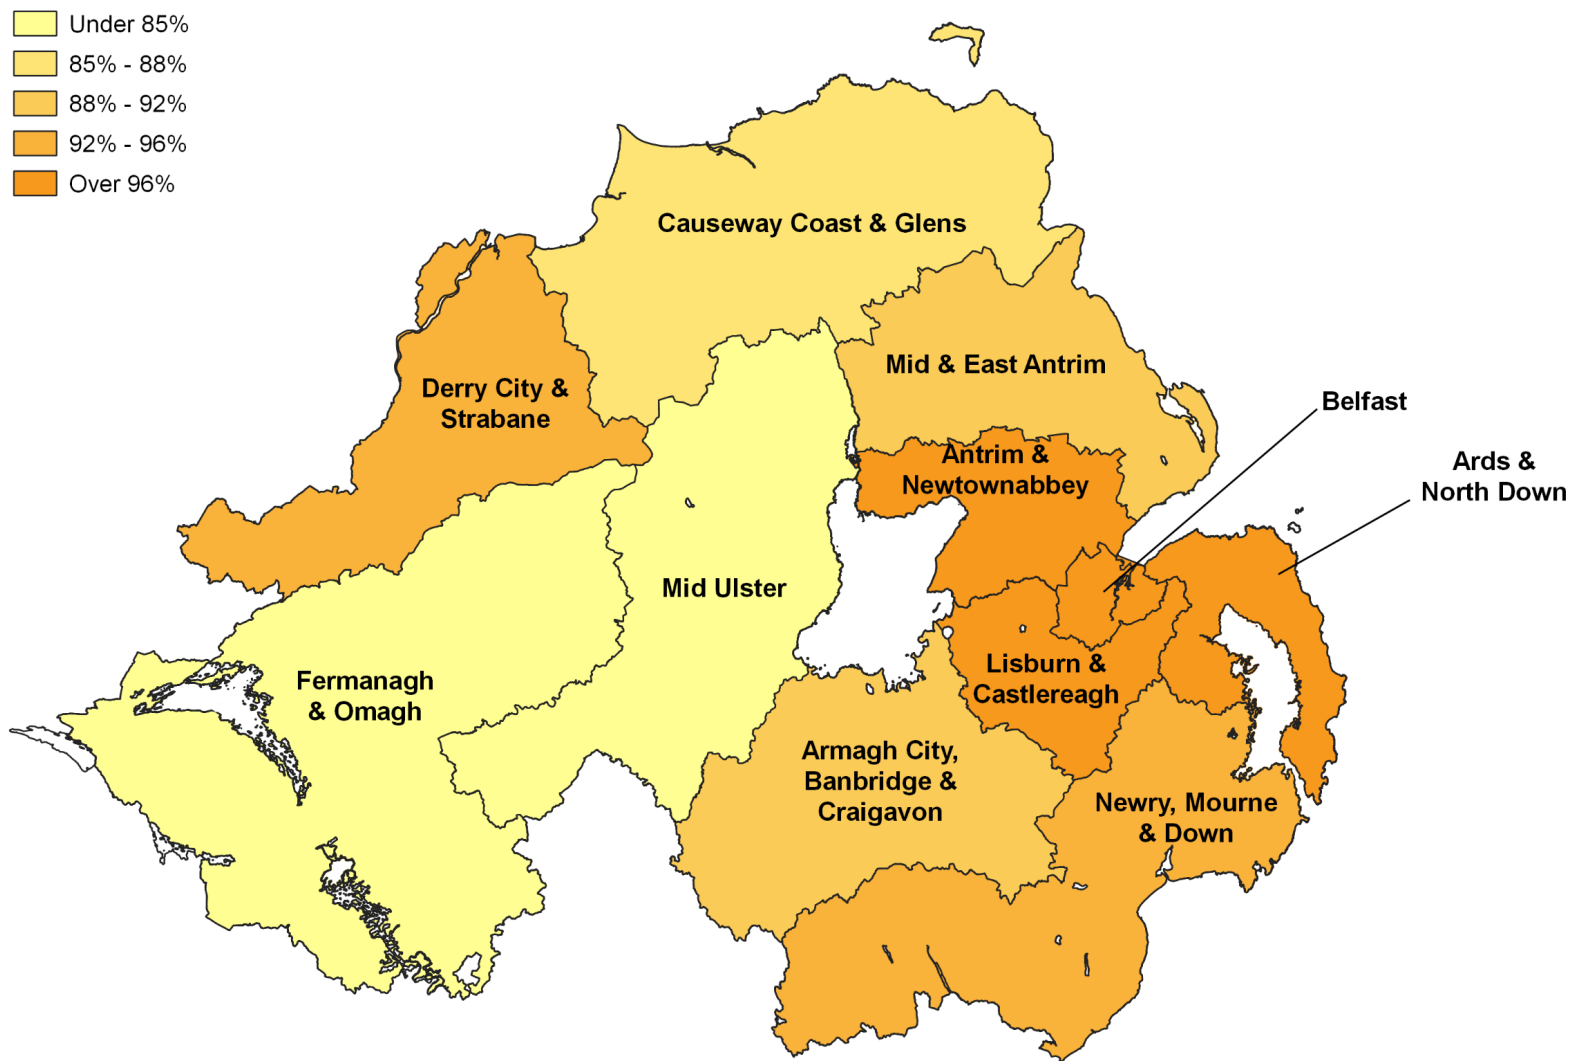 Under 85%
85% - 88%
88% - 92%
92% - 96%
Over 96%
Causeway Coast & Glens
Mid & East Antrim
Derry City &
Strabane
Belfast
Antrim &
Newtownabbey
Ards &
North Down
Mid Ulster
Lisburn &
Castlereagh
Fermanagh
& Omagh
Armagh City,
Banbridge &
Craigavon
Newry, Mourne
& Down